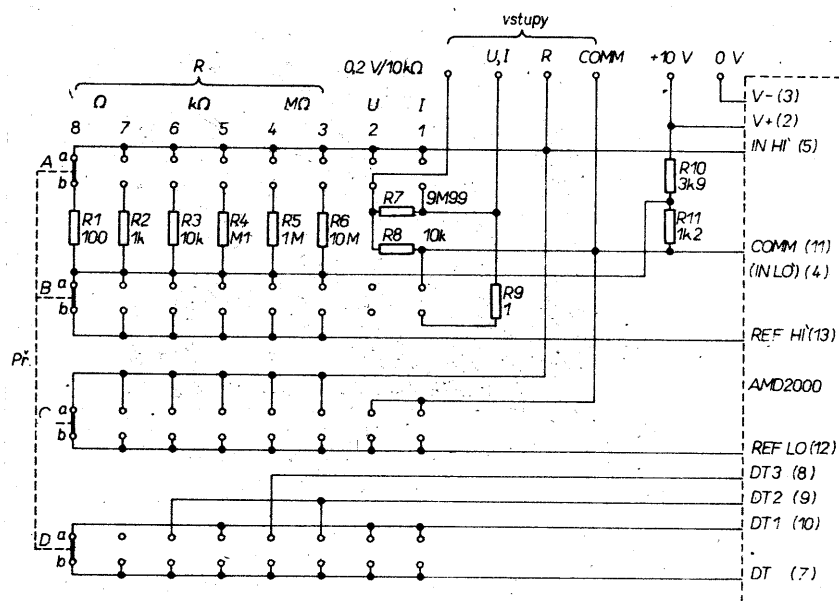 vstupy
R 0,2 V/10kΩ U,I R COMM +10 V 0 V
Ω kΩ MΩ U I
8 7 6 5 4 3 2 1
V- (3)
V+ (2)
IN HI (5)
A a
b
R10
3k9
R7 9M99
R1
100
R2
1k
R3
10k
R4
M1
R5
1M
R6
10M
R8 10k
R11
1k2
COMM (11)
(IN LO) (4)
B a
b
R9
1
REF HI (13)
Př.
AMD2000
C a
b
REF LO (12)
DT3 (8)
DT2 (9)
DT1 (10)
D a
b
DT (7)